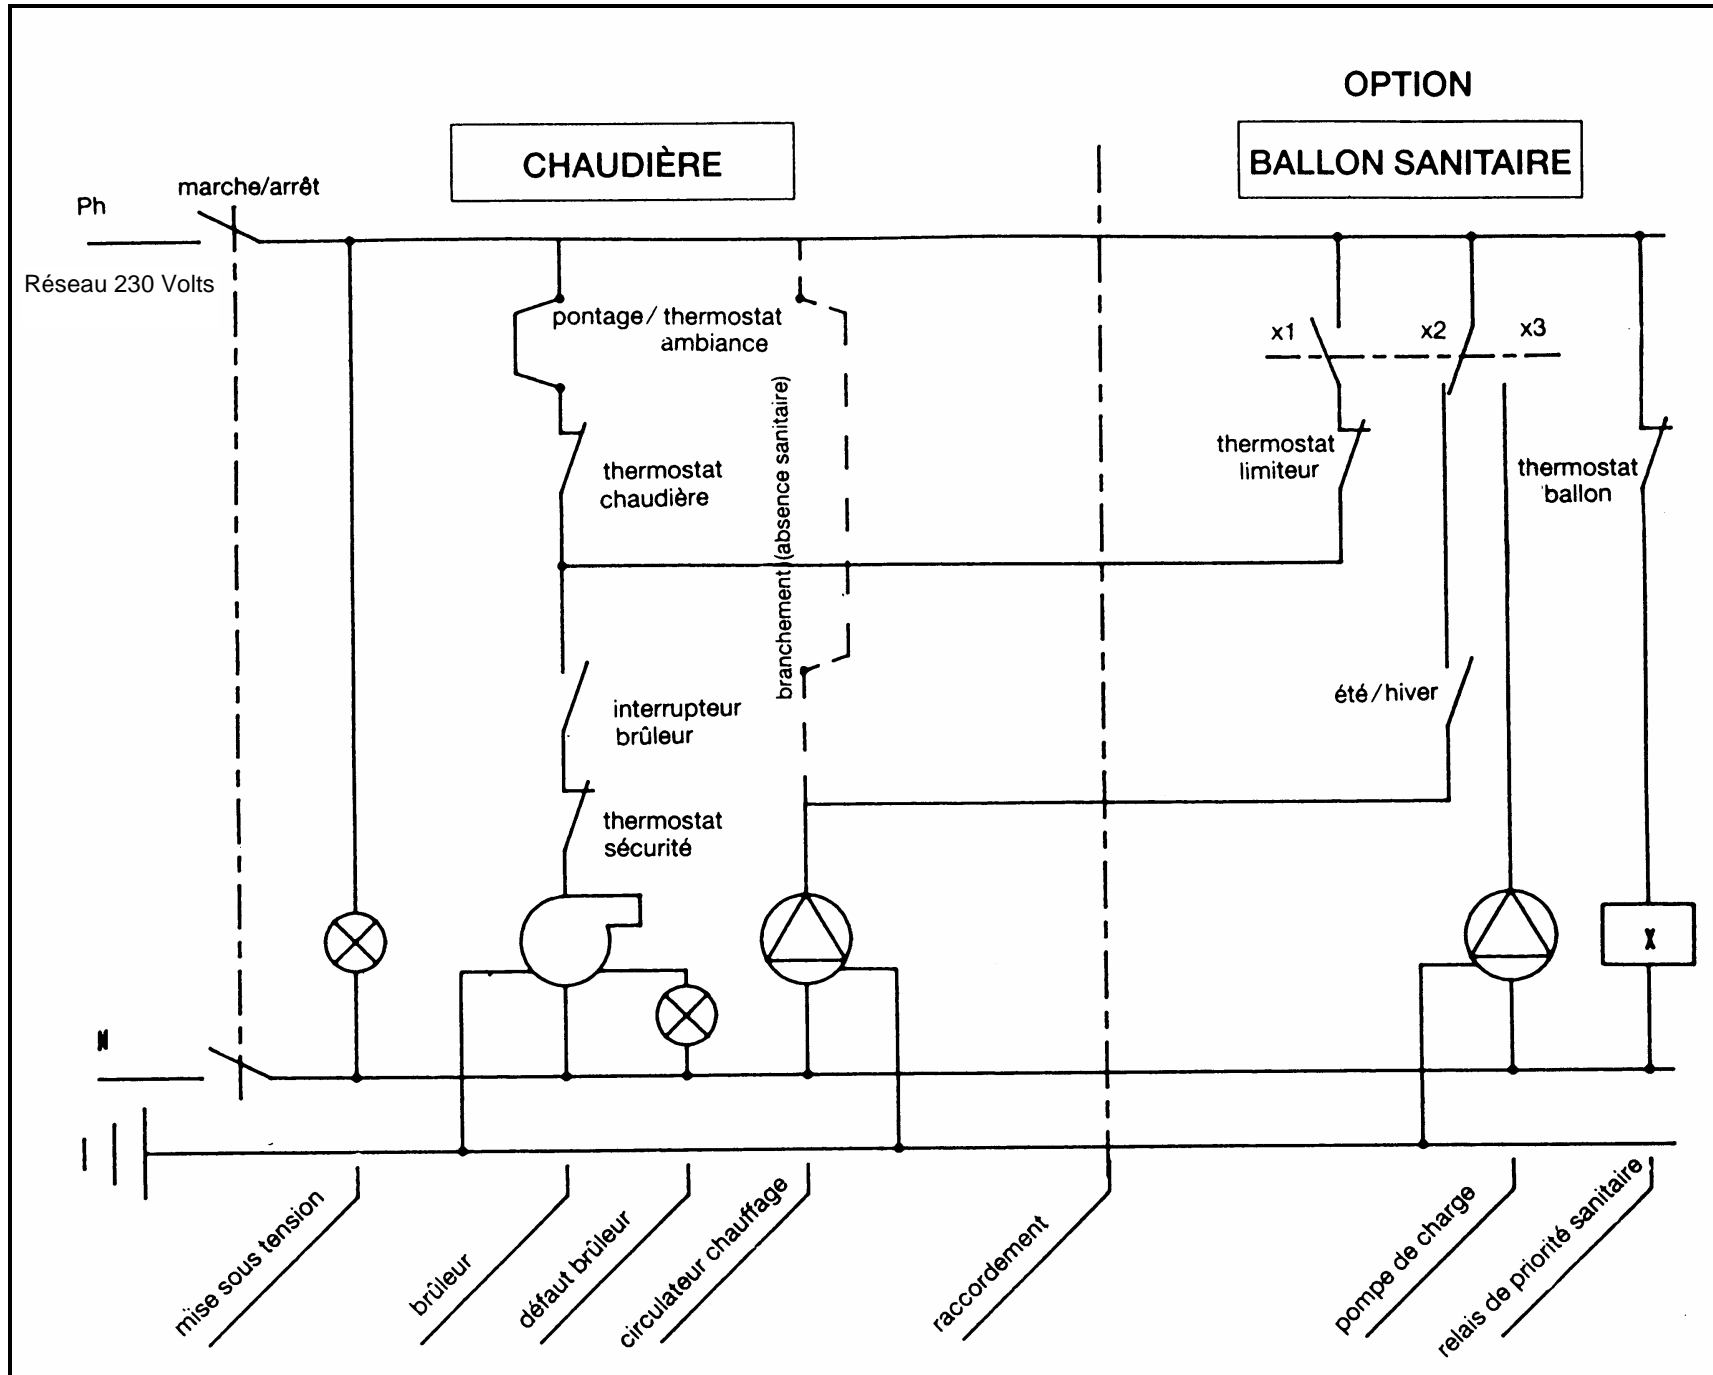 OPTION
CHAUDIÈRE
BALLON SANITAIRE
marche/arrêt
Ph
Réseau 230 Volts
pontage/ thermostat
ambiance
x1
x2
x3
branchement (absence sanitaire)
thermostat
chaudière
thermostat
limiteur
thermostat
ballon
interrupteur
brûleur
été/hiver
thermostat
sécurité
X
N
mise sous tension
brûleur
défaut brûleur
circulateur chauffage
raccordement
pompe de charge
relais de priorité sanitaire